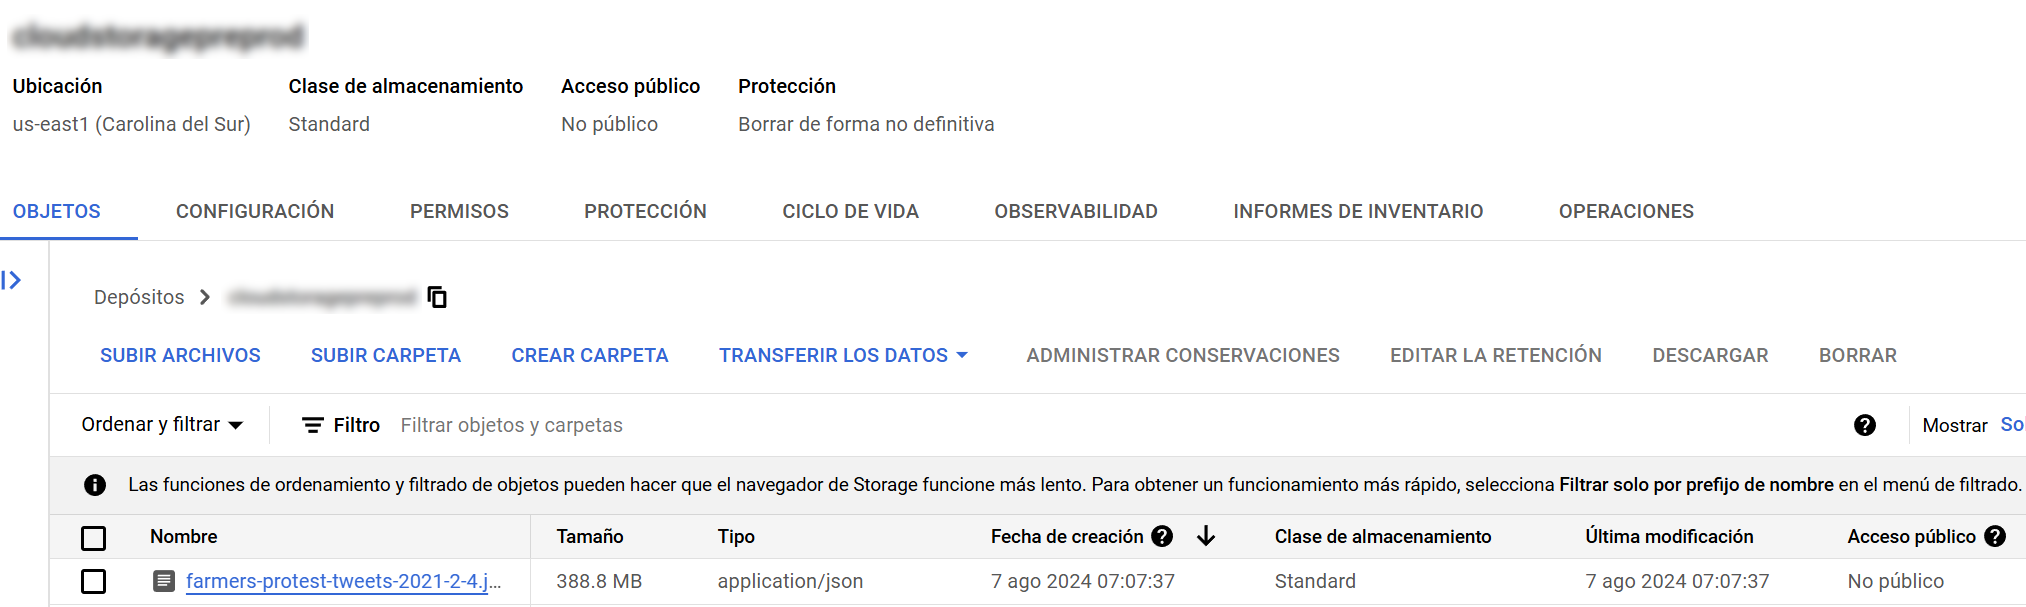 Ubicación Clase de almacenamiento Acceso público Protección
us-east1 (Carolina del Sur) Standard No público Borrar de forma no definitiva
OBJETOS CONFIGURACIÓN PERMISOS PROTECCIÓN CICLO DE VIDA OBSERVABILIDAD INFORMES DE INVENTARIO OPERACIONES
Depósitos
SUBIR ARCHIVOS SUBIR CARPETA CREAR CARPETA TRANSFERIR LOS DATOS ADMINISTRAR CONSERVACIONES EDITAR LA RETENCIÓN DESCARGAR BORRAR
Ordenar y filtrar Filtro Filtrar objetos y carpetas Mostrar
Las funciones de ordenamiento y filtrado de objetos pueden hacer que el navegador de Storage funcione más lento. Para obtener un funcionamiento más rápido, selecciona Filtrar solo por prefijo de nombre en el menú de filtrado.
Nombre Tamaño Tipo Fecha de creación Clase de almacenamiento Última modificación Acceso público
farmers-protest-tweets-2021-2-4.j... 388.8 MB application/json 7 ago 2024 07:07:37 Standard 7 ago 2024 07:07:37 No público